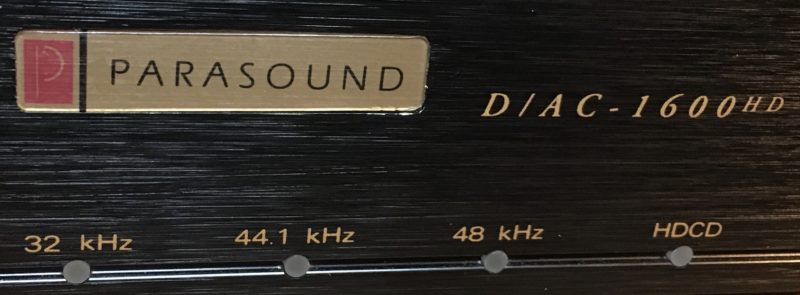 PARASOUND
D/AC-1600HD
32 kHz 44.1 kHz 48 kHz HDCD